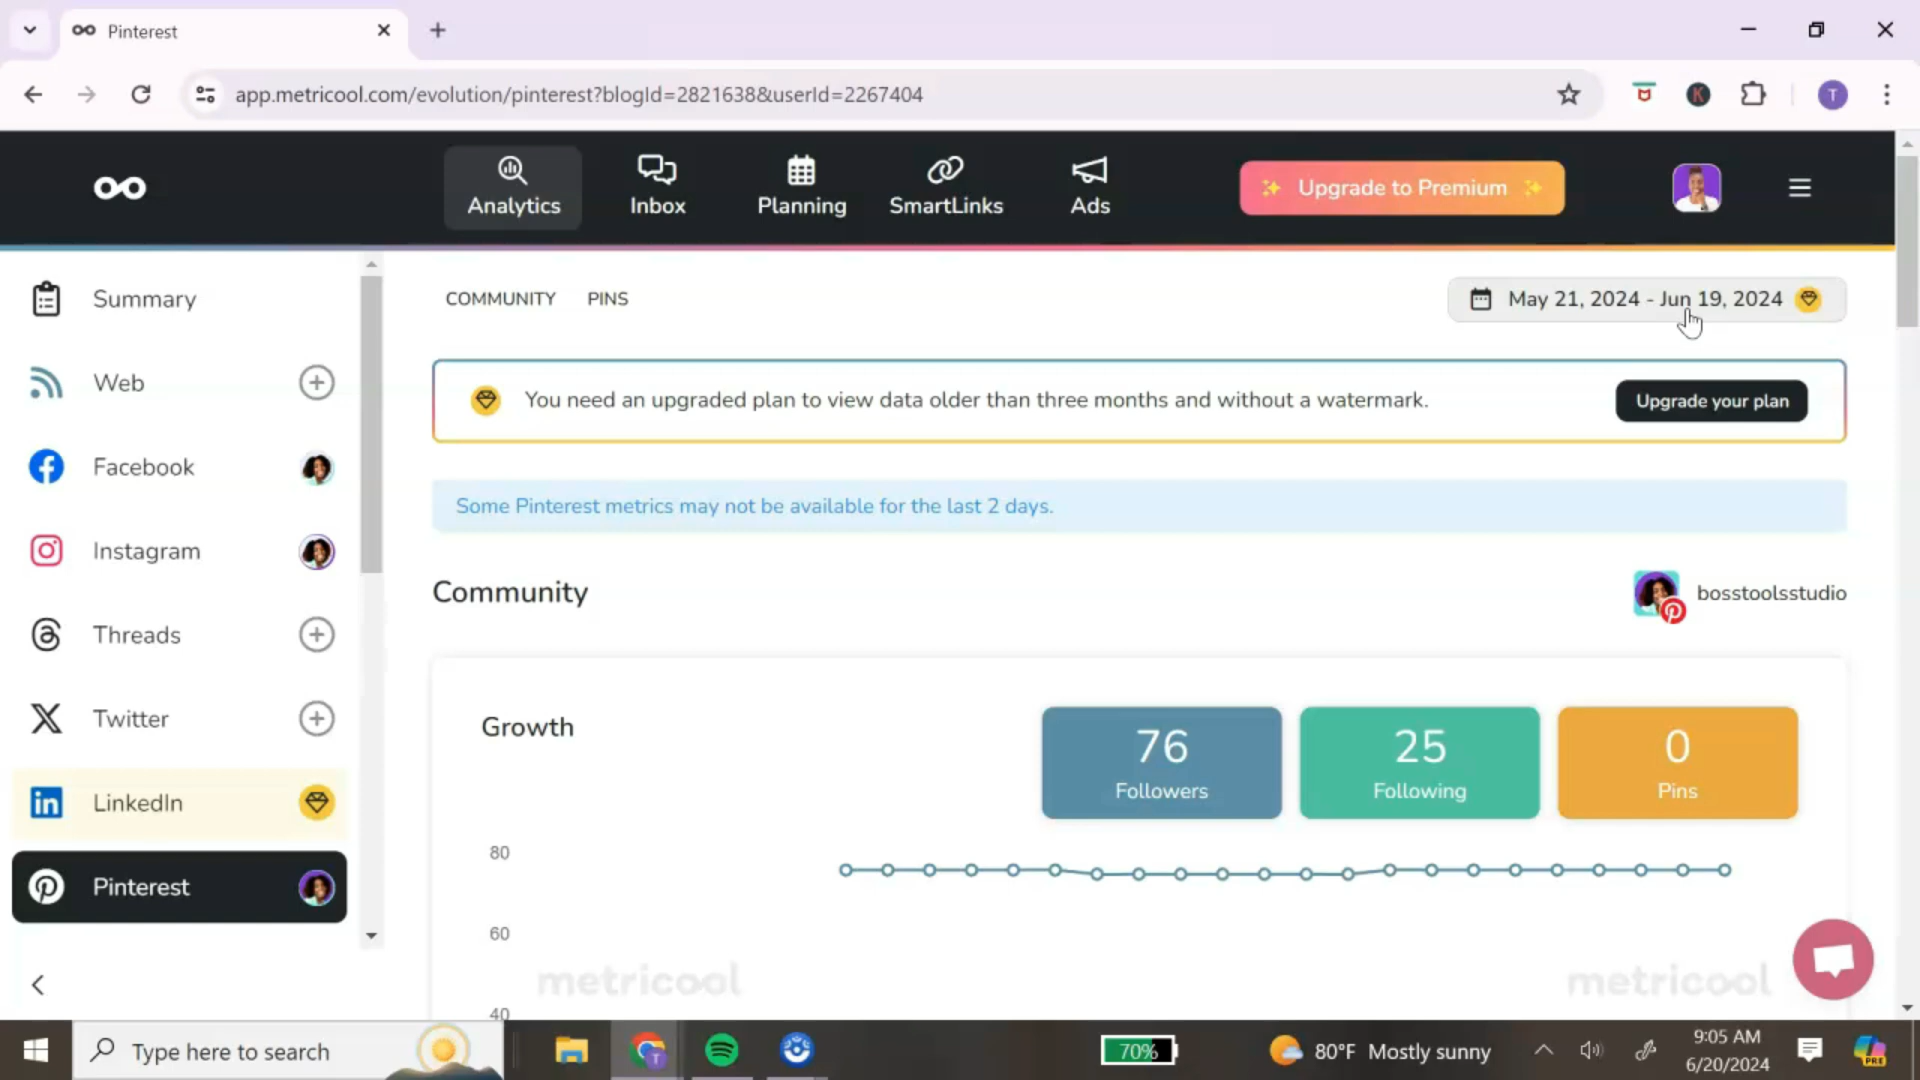 Pinterest
app.metricool.com/evolution/pinterest?blogId=2821638&userId=2267404
T
K
Analytics
Inbox
Planning
SmartLinks
Ads
Upgrade to Premium
Summary
Web
Facebook
Instagram
Threads
Twitter
LinkedIn
Pinterest
COMMUNITY PINS
May 21, 2024 - Jun 19, 2024
You need an upgraded plan to view data older than three months and without a watermark.
Upgrade your plan
Some Pinterest metrics may not be available for the last 2 days.
Community
bosstoolsstudio
Growth
76
Followers
25
Following
0
Pins
80
60
40
metricool
metricool
Type here to search
T
70%
80°F Mostly sunny
9:05 AM
6/20/2024
PRE